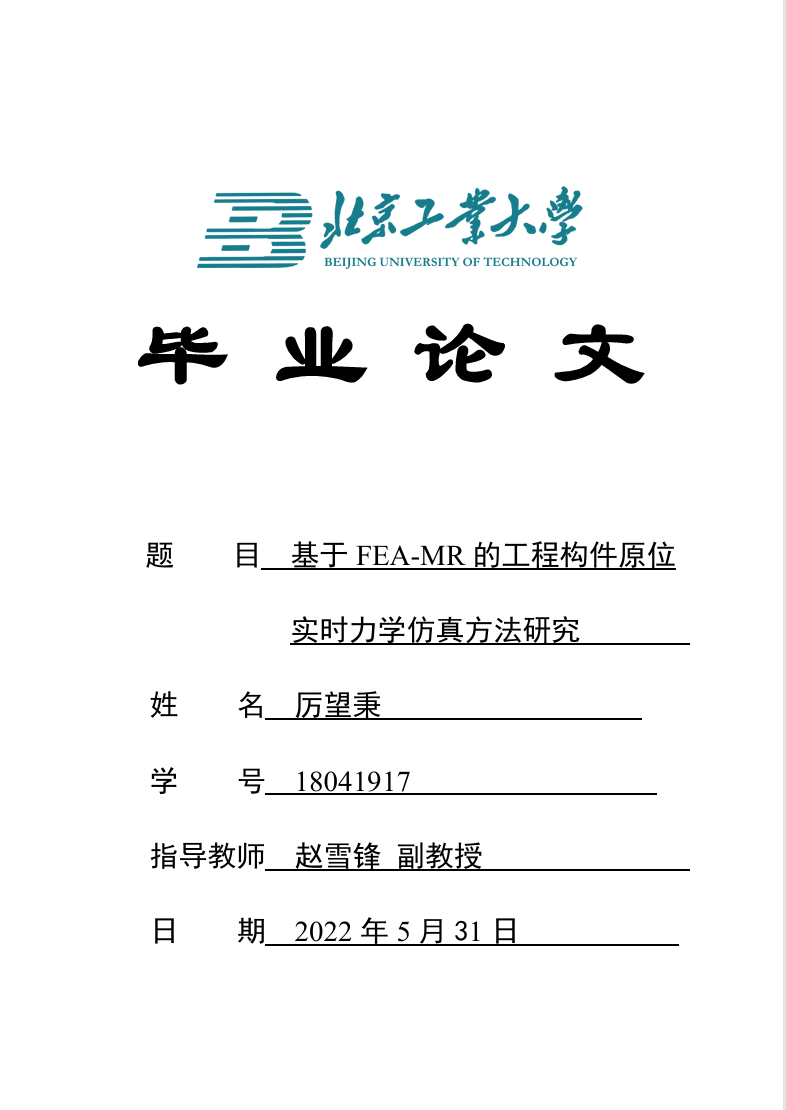 北京工业大学
BEIJING UNIVERSITY OF TECHNOLOGY
毕业论文
题 目 基于 FEA-MR 的工程构件原位
实时力学仿真方法研究
姓 名 厉望秉
学 号 18041917
指导教师 赵雪锋 副教授
日 期 2022 年 5 月 31 日